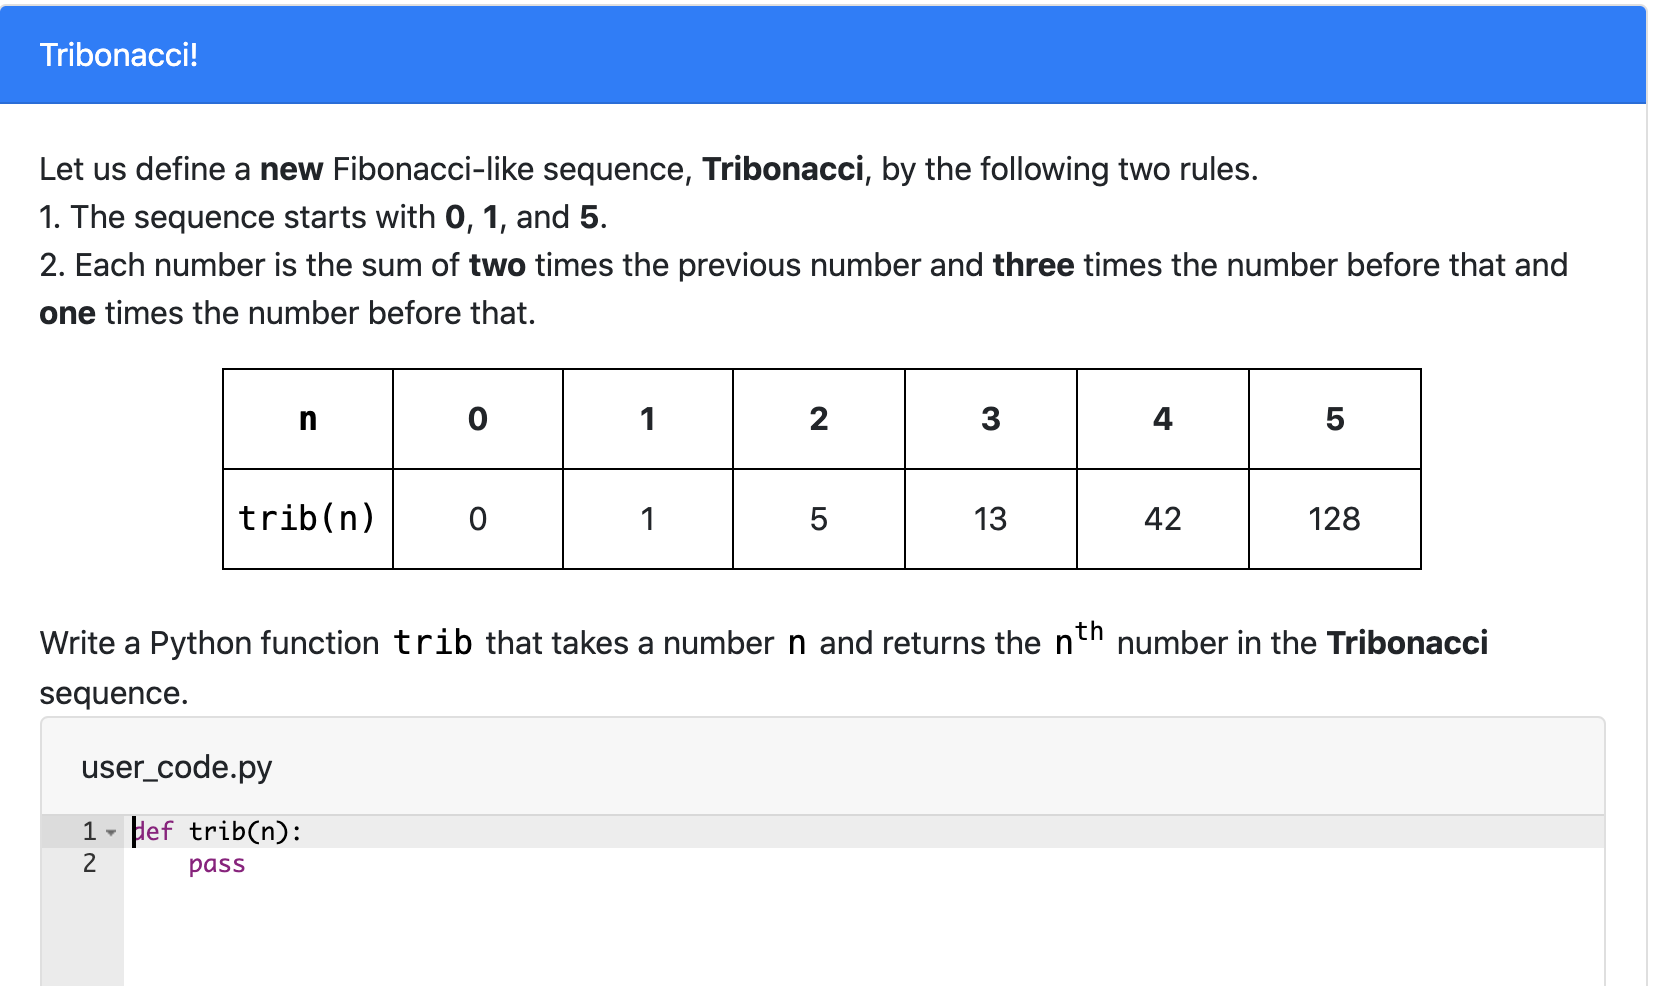 Tribonacci!
Let us define a new Fibonacci-like sequence, Tribonacci, by the following two rules.
1. The sequence starts with 0, 1, and 5.
2. Each number is the sum of two times the previous number and three times the number before that and
one times the number before that.
n 0 1 2 3 4 5
trib(n) 0 1 5 13 42 128
Write a Python function trib that takes a number n and returns the nth number in the Tribonacci
sequence.
user_code.py
1 def trib(n):
2 pass